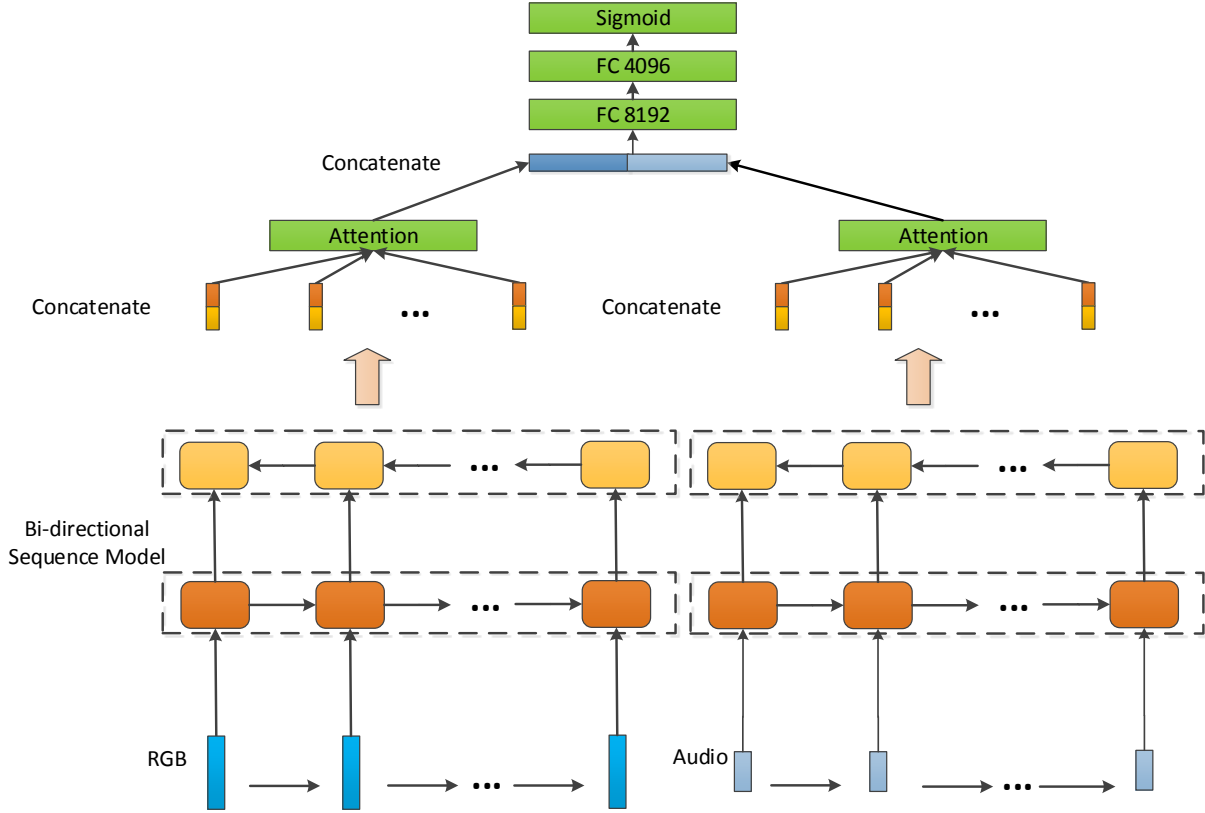 Sigmoid
FC 4096
FC 8192
Concatenate
Attention
Attention
Concatenate
...
Concatenate
...
...
...
Bi-directional
Sequence Model
...
...
RGB
...
Audio
...